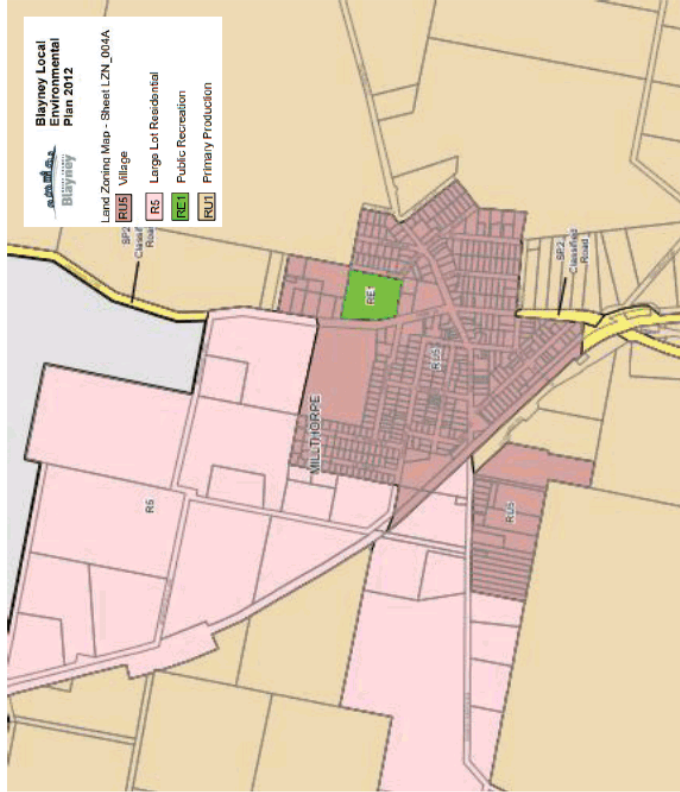 Blayney Local
Environmental
Plan 2012
Blayney
Land Zoning Map - Sheet LZN_004A
RU5 Village
R5 Large Lot Residential
RE1 Public Recreation
RU1 Primary Production
SP2
Classified
Road
RE1
SP2
Classified
Road
MILLTHORPE
RU5
R5
RU5